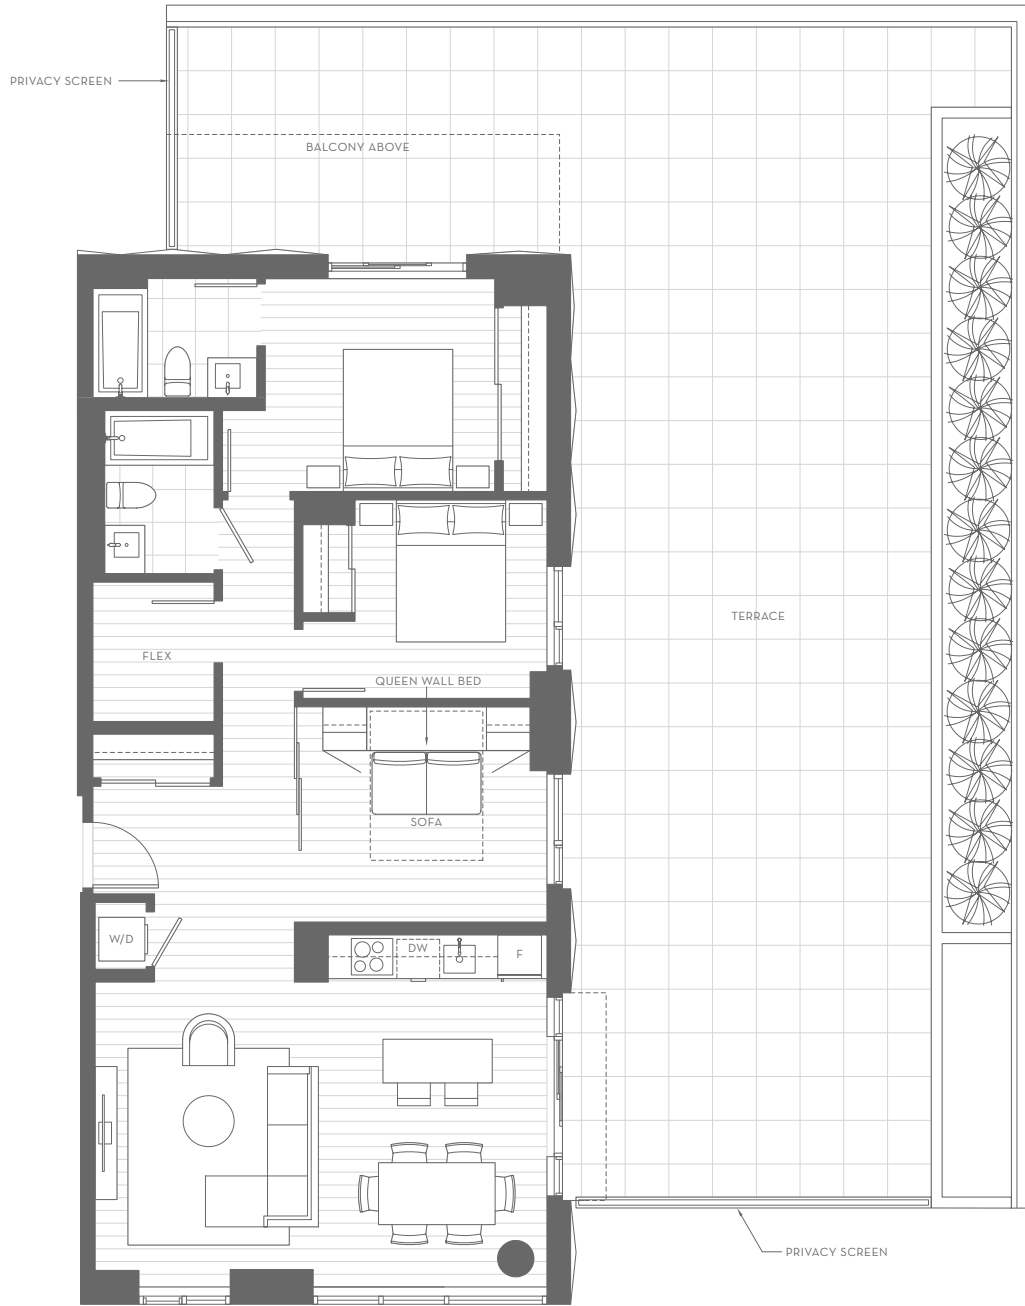 PRIVACY SCREEN
BALCONY ABOVE
TERRACE
FLEX
QUEEN WALL BED
SOFA
W/D
DW
F
PRIVACY SCREEN